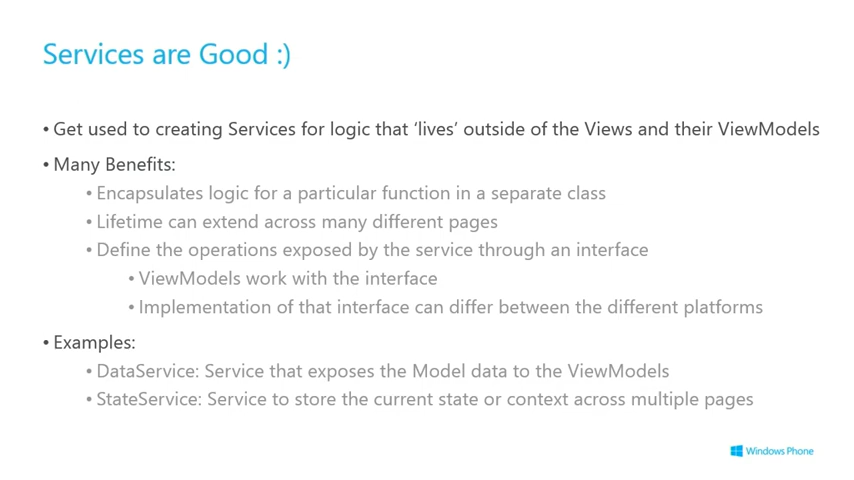 Services are Good :)
• Get used to creating Services for logic that ‘lives’ outside of the Views and their ViewModels
• Many Benefits:
• Encapsulates logic for a particular function in a separate class
• Lifetime can extend across many different pages
• Define the operations exposed by the service through an interface
• ViewModels work with the interface
• Implementation of that interface can differ between the different platforms
• Examples:
• DataService: Service that exposes the Model data to the ViewModels
• StateService: Service to store the current state or context across multiple pages
Windows Phone